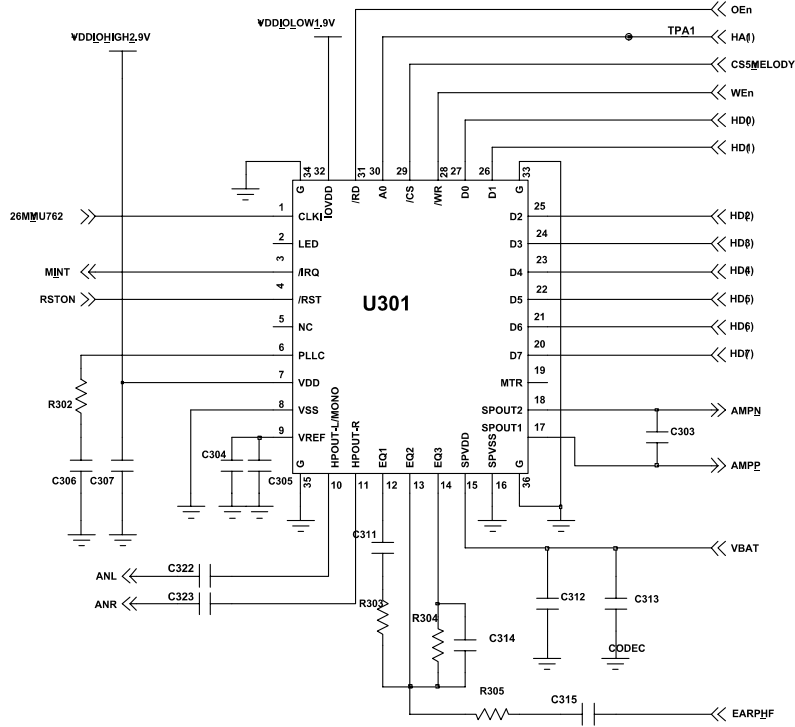 OEn
VDDIOLOW1.9V
TPA1
HA(1)
VDDIOHIGH2.9V
CS5MELODY
WEn
HD(0)
HD(1)
34
32
31
30
29
28
27
26
33
G
IOVDD
/RD
A0
/CS
/WR
D0
D1
G
26MMU762
1
CLKI
D2
25
HD(2)
2
LED
D3
24
HD(3)
MINT
3
/IRQ
D4
23
HD(4)
RSTON
4
/RST
U301
D5
22
HD(5)
5
NC
D6
21
HD(6)
6
PLLC
D7
20
HD(7)
7
VDD
MTR
19
R302
8
VSS
SPOUT2
18
AMPN
9
VREF
SPOUT1
17
C303
C304
C305
C306
C307
G
HPOUT-L/MONO
HPOUT-R
EQ1
EQ2
EQ3
SPVDD
SPVSS
G
AMPP
35
10
11
12
13
14
15
16
36
C311
VBAT
ANL
C322
ANR
C323
R303
R304
C314
C312
C313
CODEC
R305
C315
EARPHF